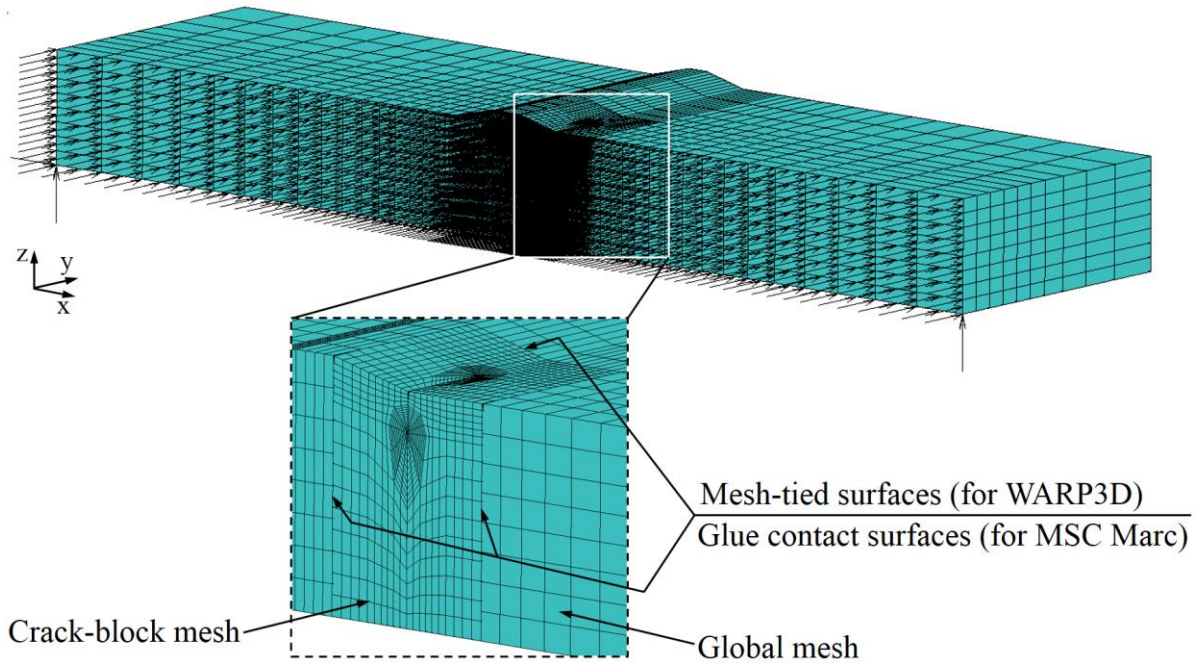 z
y
x
Mesh-tied surfaces (for WARP3D)
Glue contact surfaces (for MSC Marc)
Crack-block mesh
Global mesh